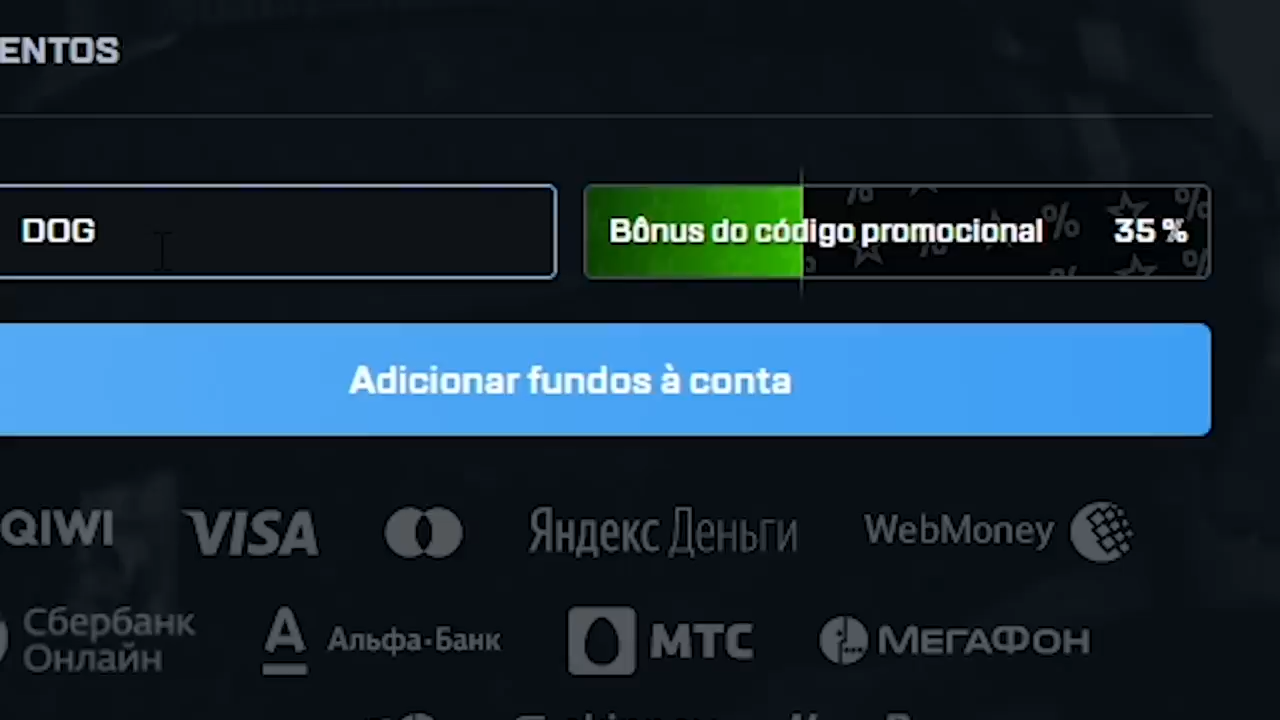 ENTOS
DOG
Bônus do código promocional 35 %
Adicionar fundos à conta
QIWI VISA Яндекс Деньги WebMoney
Сбербанк
Онлайн
Альфа-Банк МТС МЕГАФОН